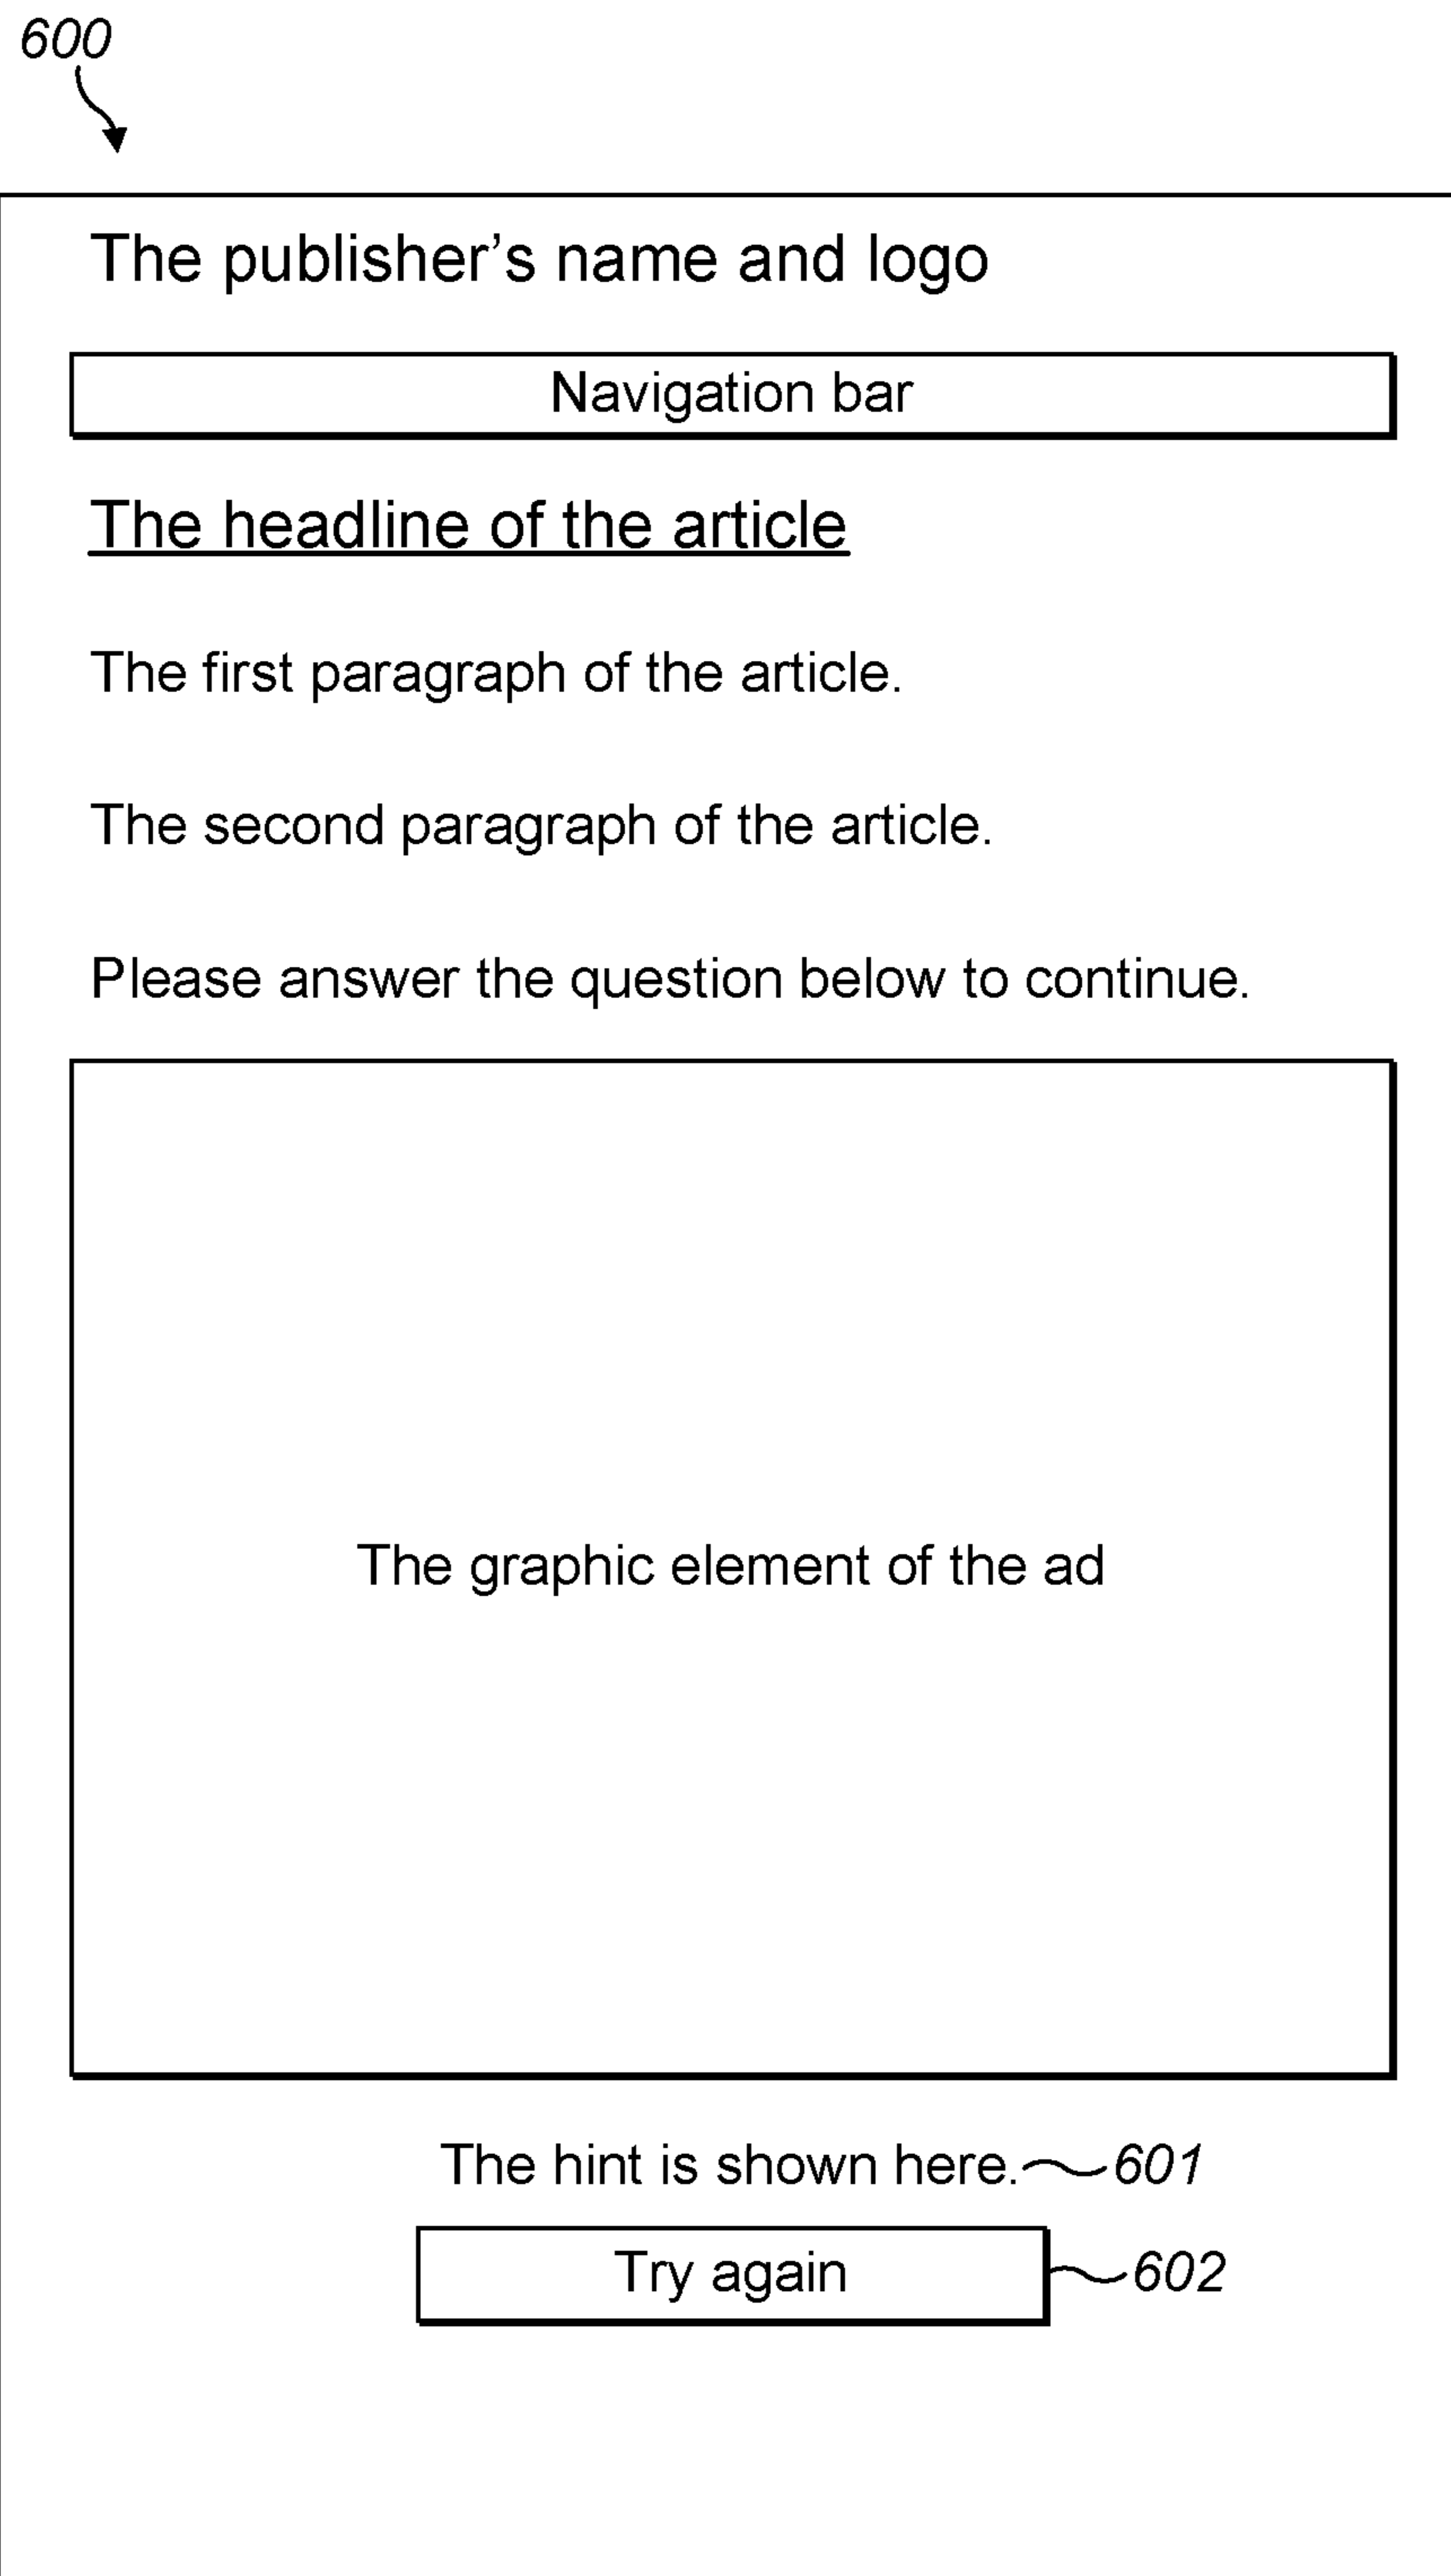 600
The publisher’s name and logo
Navigation bar
The headline of the article
The first paragraph of the article.
The second paragraph of the article.
Please answer the question below to continue.
The graphic element of the ad
The hint is shown here. 601
Try again 602